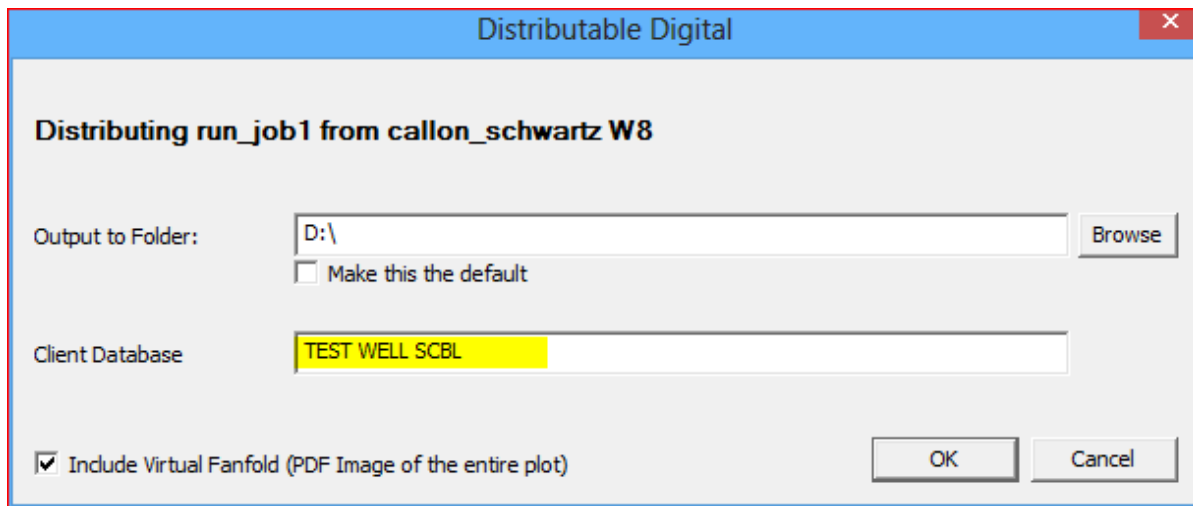 Distributable Digital
Distributing run_job1 from callon_schwartz W8
Output to Folder: D:\ Browse
Make this the default
Client Database TEST WELL SCBL
Include Virtual Fanfold (PDF Image of the entire plot) OK Cancel